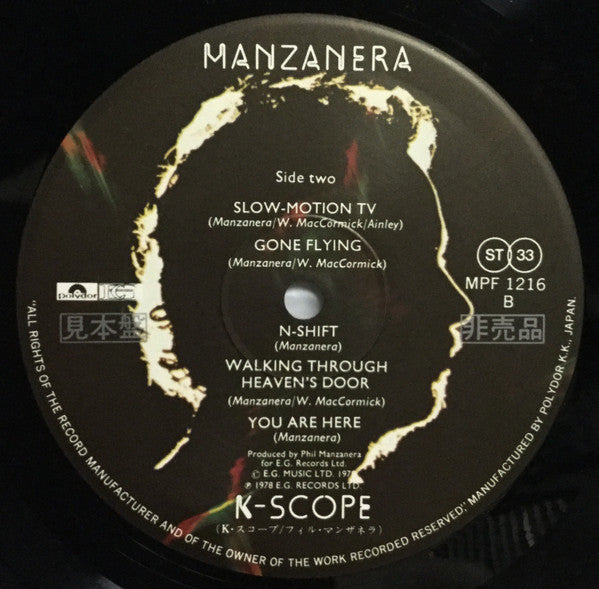 MANZANERA
Side two
SLOW-MOTION TV
(Manzanera/W. MacCormick/Ainley)
GONE FLYING
(Manzanera/W. MacCormick)
ST 33
MPF 1216
B
polydor
見本盤
非売品
N-SHIFT
(Manzanera)
WALKING THROUGH
HEAVEN'S DOOR
(Manzanera/W. MacCormick)
YOU ARE HERE
(Manzanera)
Produced by Phil Manzanera
for E.G. Records Ltd.
© E.G. MUSIC LTD.
℗ 1978 E.G. RECORDS LTD.
K-SCOPE
(K・スコープ/フィル・マンザネラ)
"ALL RIGHTS OF THE RECORD MANUFACTURER AND OF THE OWNER OF THE WORK RECORDED RESERVED." MANUFACTURED BY POLYDOR K.K., JAPAN.